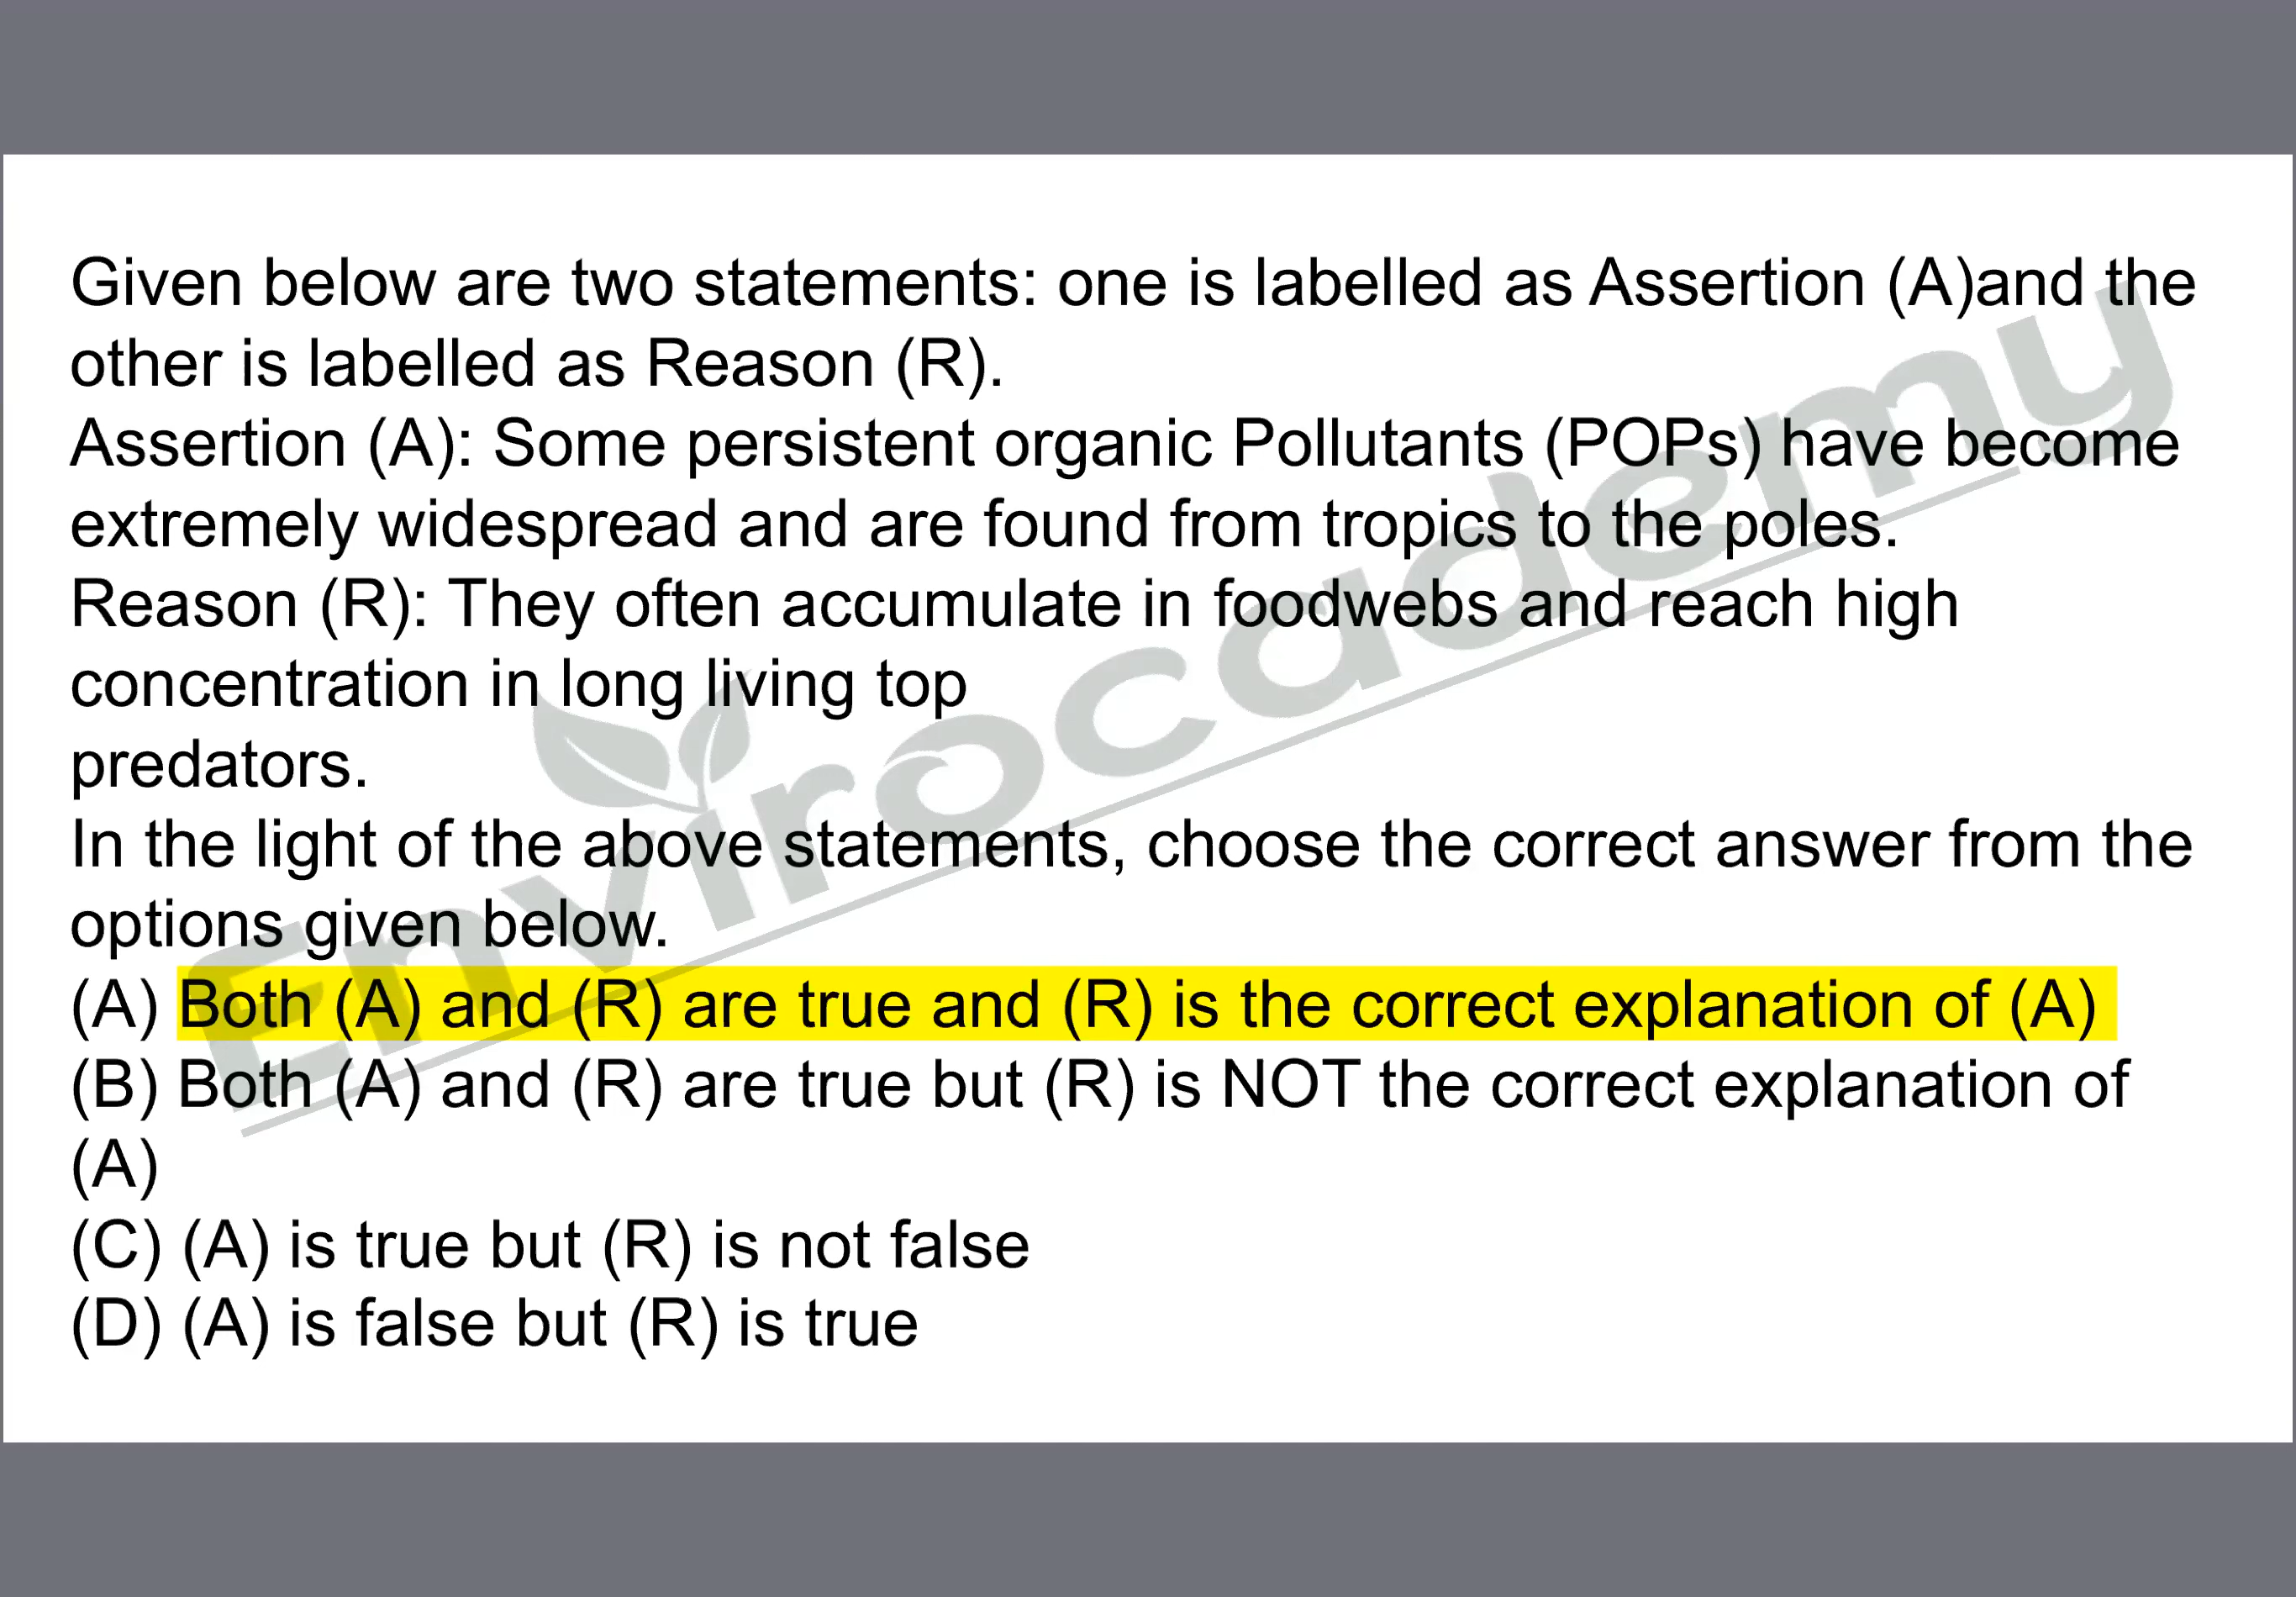 Given below are two statements: one is labelled as Assertion (A)and the
other is labelled as Reason (R).
Assertion (A): Some persistent organic Pollutants (POPs) have become
extremely widespread and are found from tropics to the poles.
Reason (R): They often accumulate in foodwebs and reach high
concentration in long living top
predators.
In the light of the above statements, choose the correct answer from the
options given below.
(A) Both (A) and (R) are true and (R) is the correct explanation of (A)
(B) Both (A) and (R) are true but (R) is NOT the correct explanation of
(A)
(C) (A) is true but (R) is not false
(D) (A) is false but (R) is true
Envirocademy